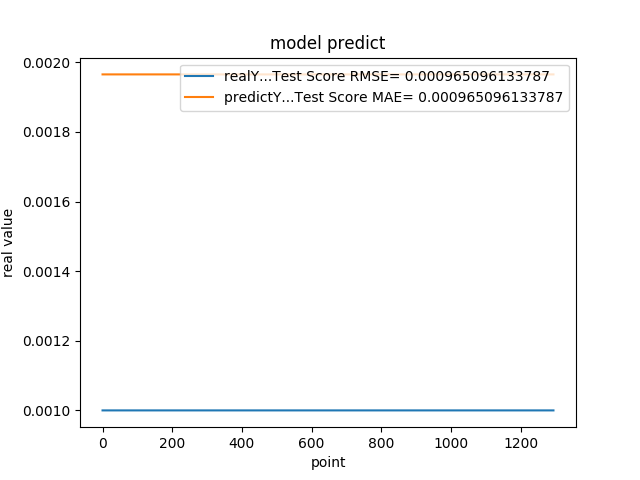 model predict
realY...Test Score RMSE= 0.000965096133787
predictY...Test Score MAE= 0.000965096133787
real value
0.0020
0.0018
0.0016
0.0014
0.0012
0.0010
0 200 400 600 800 1000 1200
point